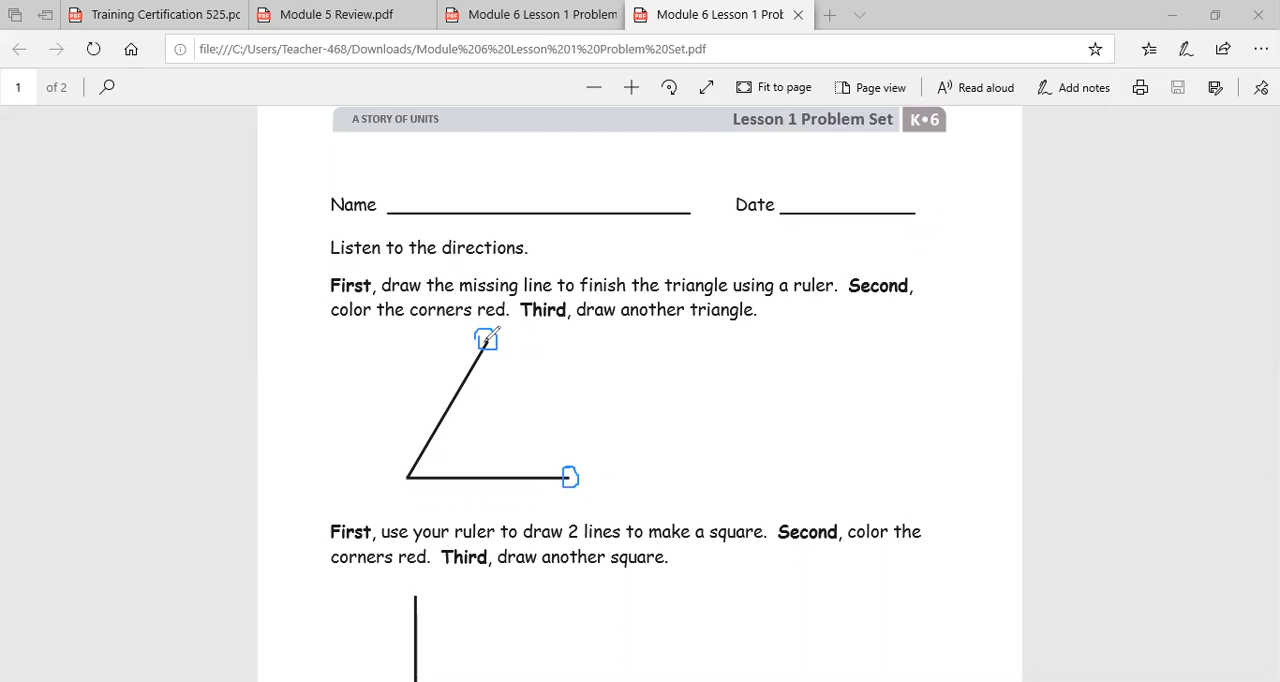 Training Certification 525.pc
Module 5 Review.pdf
Module 6 Lesson 1 Problem
Module 6 Lesson 1 Prob
file:///C:/Users/Teacher-468/Downloads/Module%206%20Lesson%201%20Problem%20Set.pdf
1 of 2
Fit to page
Page view
Read aloud
Add notes
A STORY OF UNITS
Lesson 1 Problem Set K•6
Name
Date
Listen to the directions.
First, draw the missing line to finish the triangle using a ruler. Second,
color the corners red. Third, draw another triangle.
First, use your ruler to draw 2 lines to make a square. Second, color the
corners red. Third, draw another square.